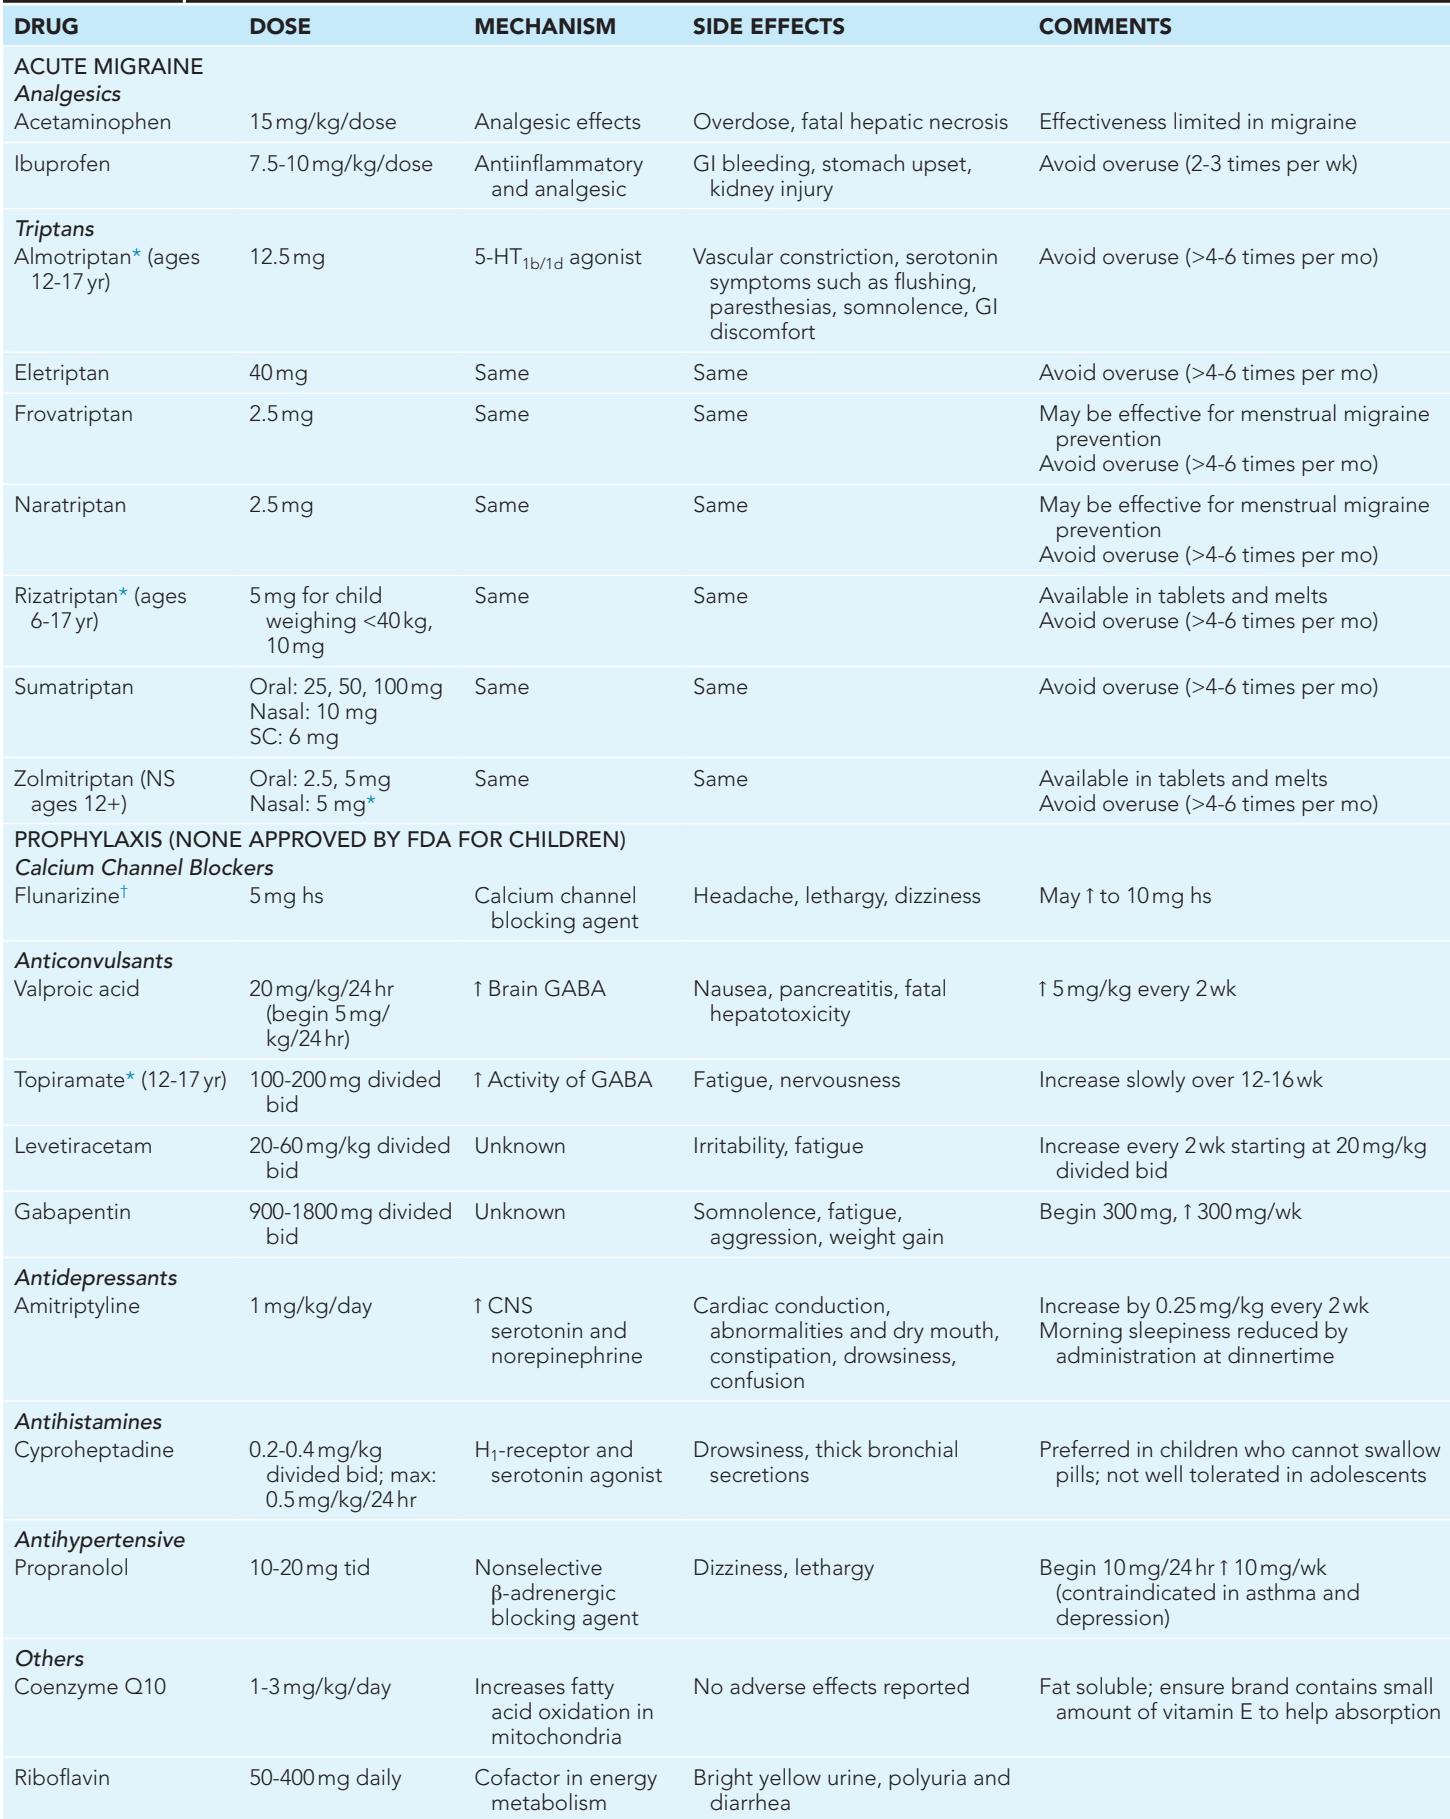 DRUG DOSE MECHANISM SIDE EFFECTS COMMENTS
ACUTE MIGRAINE
Analgesics
Acetaminophen 15 mg/kg/dose Analgesic effects Overdose, fatal hepatic necrosis Effectiveness limited in migraine
Ibuprofen 7.5-10 mg/kg/dose Antiinflammatory GI bleeding, stomach upset, Avoid overuse (2-3 times per wk)
and analgesic kidney injury
Triptans
Almotriptan* (ages 12.5 mg 5-HT1b/1d agonist Vascular constriction, serotonin Avoid overuse (>4-6 times per mo)
12-17 yr) symptoms such as flushing,
paresthesias, somnolence, GI
discomfort
Eletriptan 40 mg Same Same Avoid overuse (>4-6 times per mo)
Frovatriptan 2.5 mg Same Same May be effective for menstrual migraine
prevention
Avoid overuse (>4-6 times per mo)
Naratriptan 2.5 mg Same Same May be effective for menstrual migraine
prevention
Avoid overuse (>4-6 times per mo)
Rizatriptan* (ages 5 mg for child Same Same Available in tablets and melts
6-17 yr) weighing <40 kg, Avoid overuse (>4-6 times per mo)
10 mg
Sumatriptan Oral: 25, 50, 100 mg Same Same Avoid overuse (>4-6 times per mo)
Nasal: 10 mg
SC: 6 mg
Zolmitriptan (NS Oral: 2.5, 5 mg Same Same Available in tablets and melts
ages 12+) Nasal: 5 mg* Avoid overuse (>4-6 times per mo)
PROPHYLAXIS (NONE APPROVED BY FDA FOR CHILDREN)
Calcium Channel Blockers
Flunarizine† 5 mg hs Calcium channel Headache, lethargy, dizziness May ↑ to 10 mg hs
blocking agent
Anticonvulsants
Valproic acid 20 mg/kg/24 hr ↑ Brain GABA Nausea, pancreatitis, fatal ↑ 5 mg/kg every 2 wk
(begin 5 mg/ hepatotoxicity
kg/24 hr)
Topiramate* (12-17 yr) 100-200 mg divided ↑ Activity of GABA Fatigue, nervousness Increase slowly over 12-16 wk
bid
Levetiracetam 20-60 mg/kg divided Unknown Irritability, fatigue Increase every 2 wk starting at 20 mg/kg
bid divided bid
Gabapentin 900-1800 mg divided Unknown Somnolence, fatigue, Begin 300 mg, ↑ 300 mg/wk
bid aggression, weight gain
Antidepressants
Amitriptyline 1 mg/kg/day ↑ CNS Cardiac conduction, Increase by 0.25 mg/kg every 2 wk
serotonin and abnormalities and dry mouth, Morning sleepiness reduced by
norepinephrine constipation, drowsiness, administration at dinnertime
confusion
Antihistamines
Cyproheptadine 0.2-0.4 mg/kg H1-receptor and Drowsiness, thick bronchial Preferred in children who cannot swallow
divided bid; max: serotonin agonist secretions pills; not well tolerated in adolescents
0.5 mg/kg/24 hr
Antihypertensive
Propranolol 10-20 mg tid Nonselective Dizziness, lethargy Begin 10 mg/24 hr ↑ 10 mg/wk
β-adrenergic (contraindicated in asthma and
blocking agent depression)
Others
Coenzyme Q10 1-3 mg/kg/day Increases fatty No adverse effects reported Fat soluble; ensure brand contains small
acid oxidation in amount of vitamin E to help absorption
mitochondria
Riboflavin 50-400 mg daily Cofactor in energy Bright yellow urine, polyuria and
metabolism diarrhea